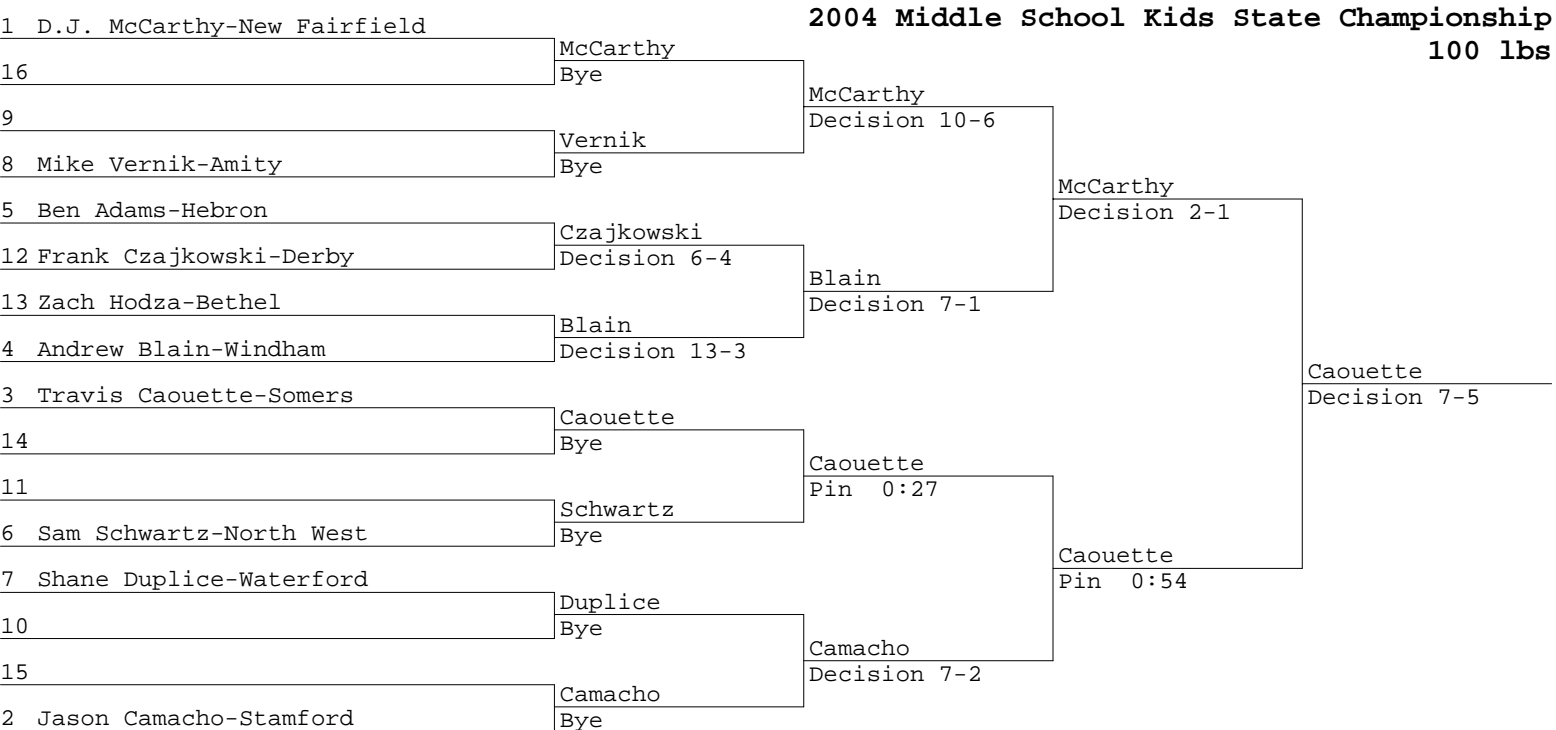 2004 Middle School Kids State Championship
100 lbs
1 D.J. McCarthy-New Fairfield
16
9
8 Mike Vernik-Amity
5 Ben Adams-Hebron
12 Frank Czajkowski-Derby
13 Zach Hodza-Bethel
4 Andrew Blain-Windham
3 Travis Caouette-Somers
14
11
6 Sam Schwartz-North West
7 Shane Duplice-Waterford
10
15
2 Jason Camacho-Stamford
McCarthy
Bye
Vernik
Bye
Czajkowski
Decision 6-4
Blain
Decision 13-3
Caouette
Bye
Schwartz
Bye
Duplice
Bye
Camacho
Bye
McCarthy
Decision 10-6
Blain
Decision 7-1
Caouette
Pin 0:27
Camacho
Decision 7-2
McCarthy
Decision 2-1
Caouette
Pin 0:54
Caouette
Decision 7-5